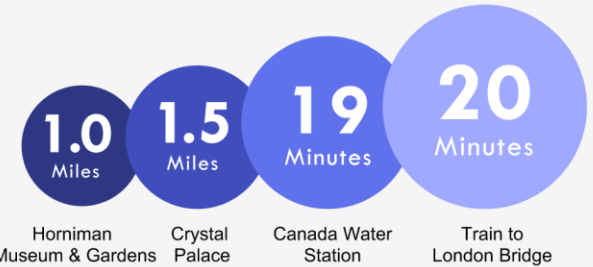 1.0
Miles
1.5
Miles
19
Minutes
20
Minutes
Horniman
Museum & Gardens
Crystal
Palace
Canada Water
Station
Train to
London Bridge